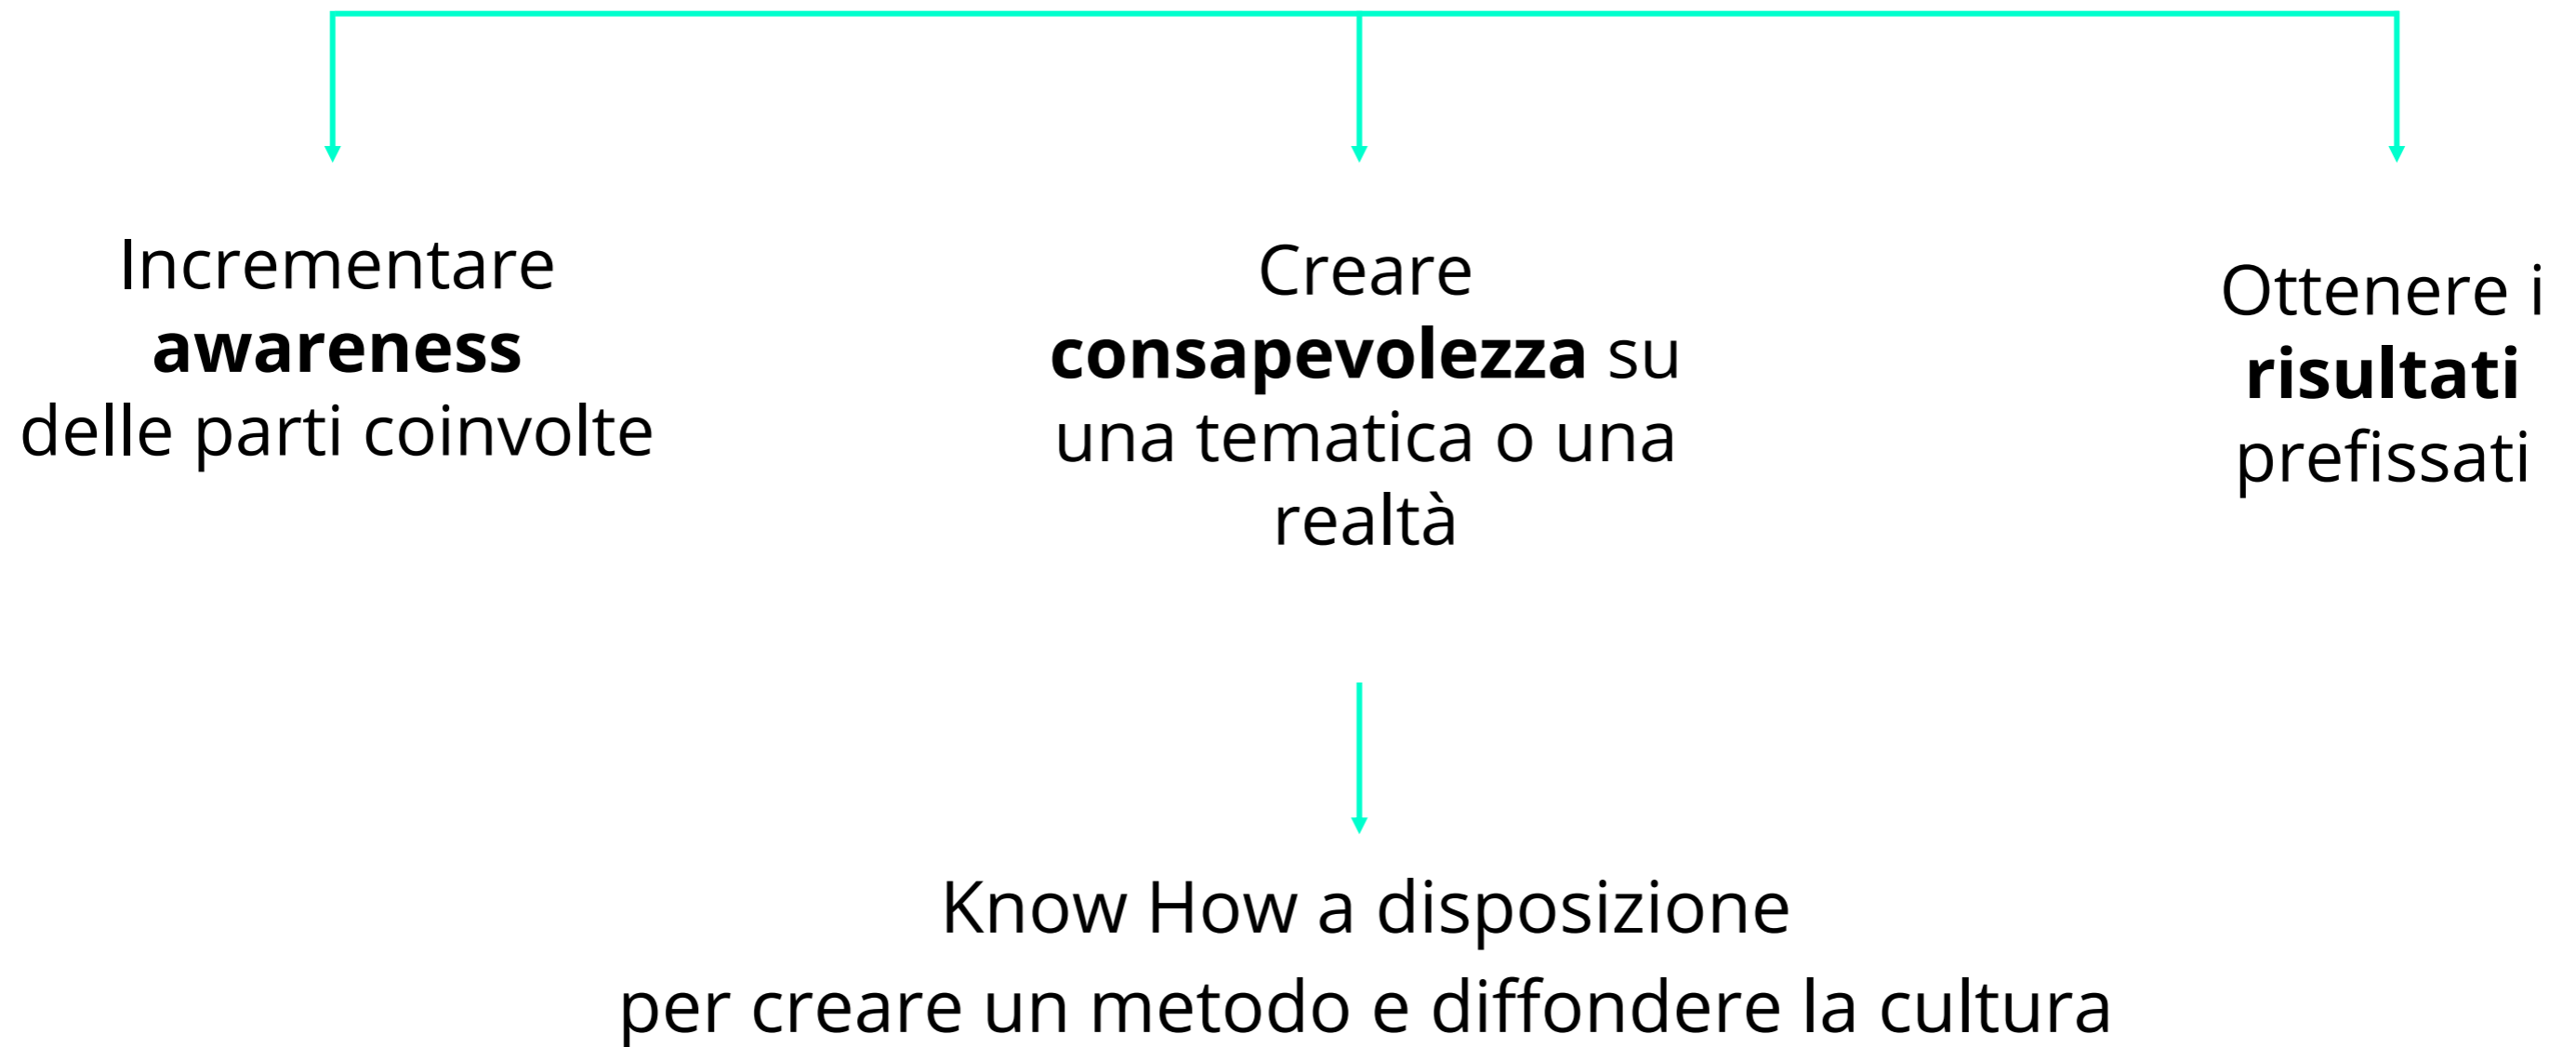 Incrementare
awareness
delle parti coinvolte
Creare
consapevolezza su
una tematica o una
realtà
Ottenere i
risultati
prefissati
Know How a disposizione
per creare un metodo e diffondere la cultura